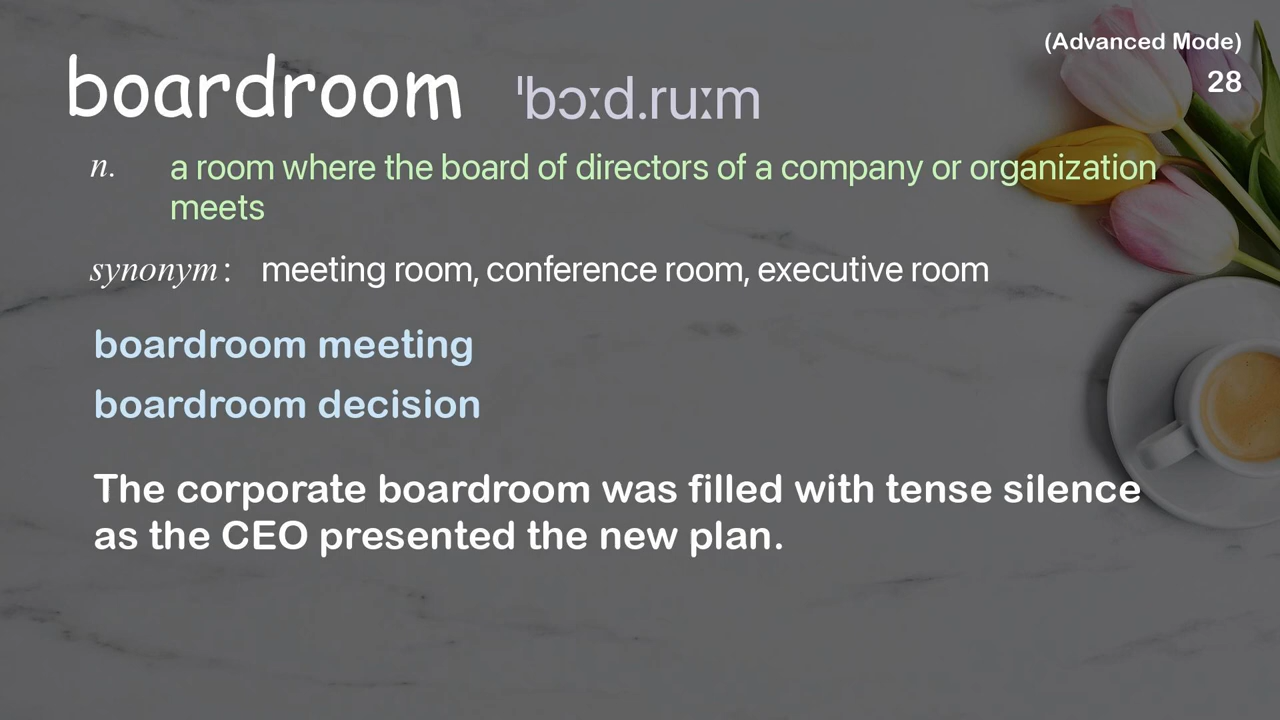 (Advanced Mode)
28
boardroom ˈbɔːd.ruːm
n. a room where the board of directors of a company or organization
meets
synonym: meeting room, conference room, executive room
boardroom meeting
boardroom decision
The corporate boardroom was filled with tense silence
as the CEO presented the new plan.